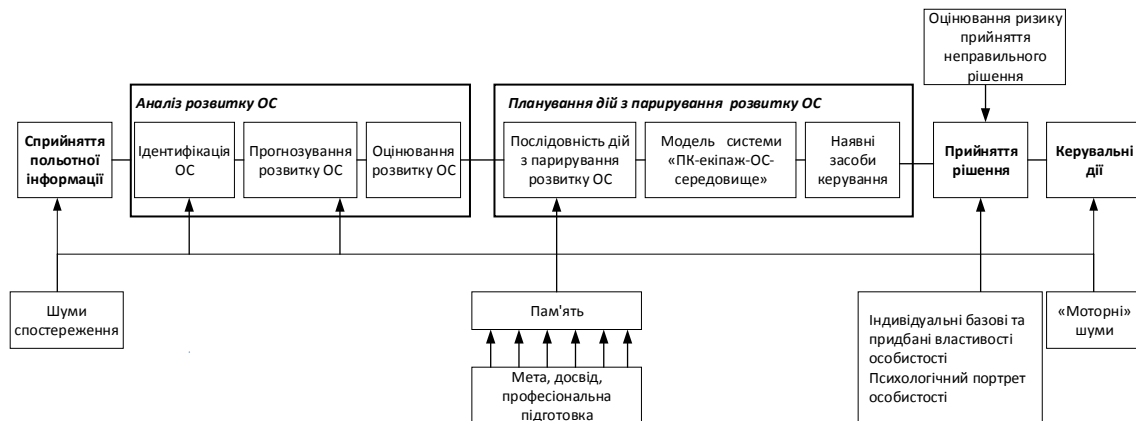 Оцінювання ризику
прийняття
неправильного
рішення
Аналіз розвитку ОС
Планування дій з парирування розвитку ОС
Сприйняття
польотної
інформації
Ідентифікація
ОС
Прогнозування
розвитку ОС
Оцінювання
розвитку ОС
Послідовність дій
з парирування
розвитку ОС
Модель системи
«ПК-екіпаж-ОС-
середовище»
Наявні
засоби
керування
Прийняття
рішення
Керувальні
дії
Шуми
спостереження
Пам'ять
Мета, досвід,
професіональна
підготовка
Індивідуальні базові та
придбані властивості
особистості
Психологічний портрет
особистості
«Моторні»
шуми